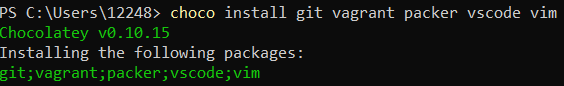 PS C:\Users\12248> choco install git vagrant packer vscode vim
Chocolatey v0.10.15
Installing the following packages:
git;vagrant;packer;vscode;vim